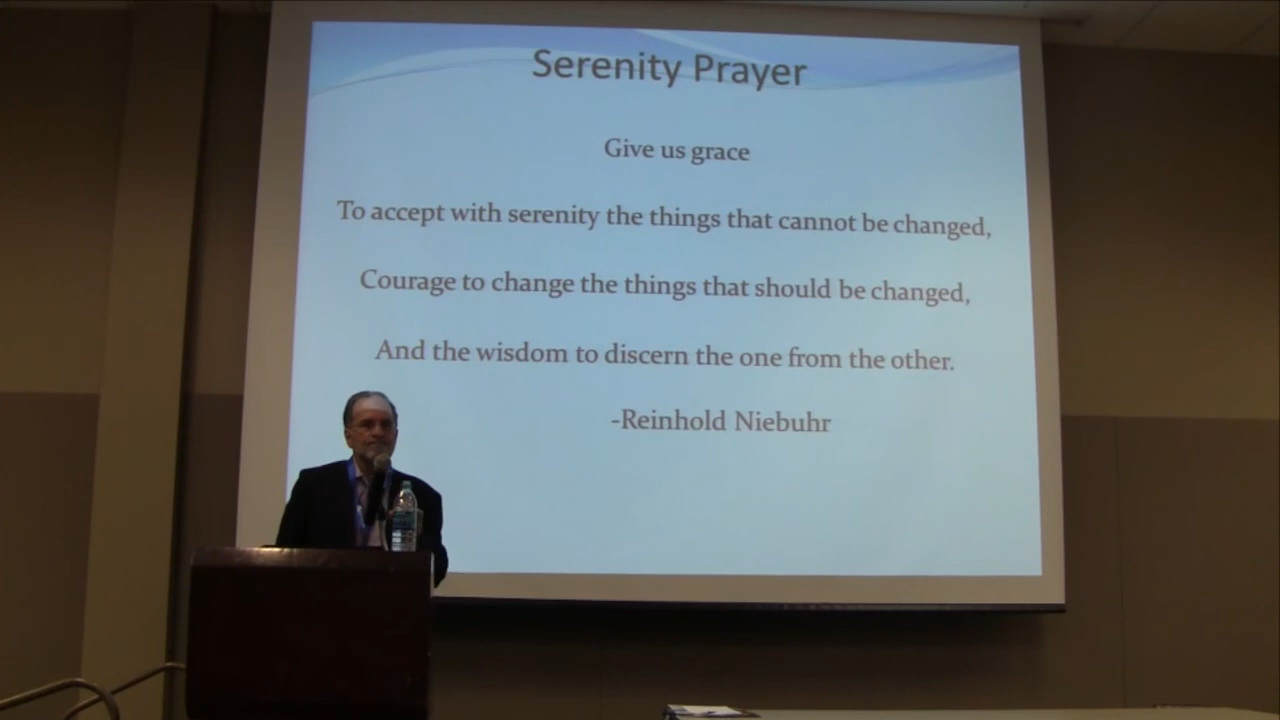 Serenity Prayer
Give us grace
To accept with serenity the things that cannot be changed,
Courage to change the things that should be changed,
And the wisdom to discern the one from the other.
-Reinhold Niebuhr